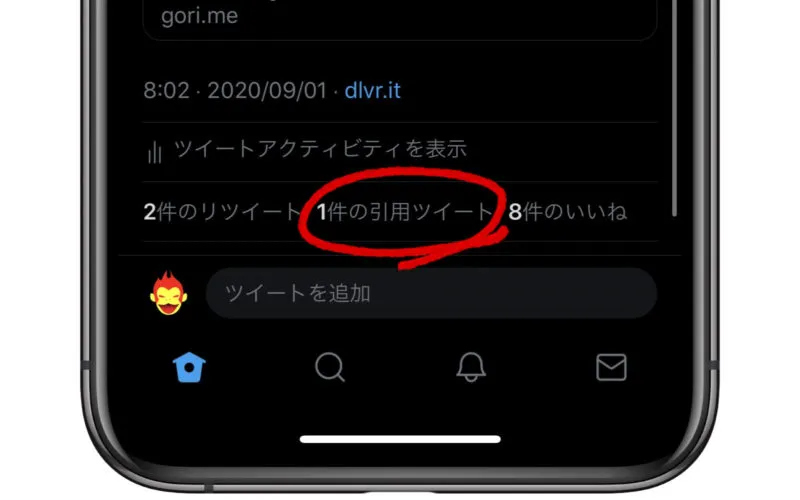 gori.me
8:02 · 2020/09/01 · dlvr.it
ツイートアクティビティを表示
2件のリツイート 1件の引用ツイート 8件のいいね
ツイートを追加